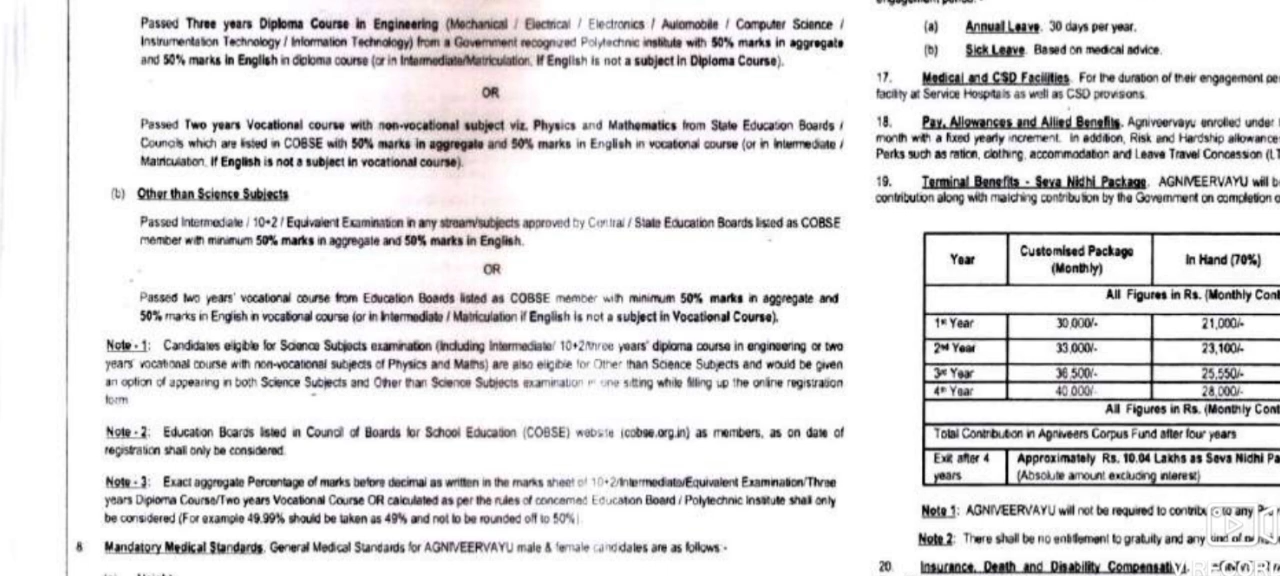 Passed Three years Diploma Course in Engineering (Mechanical / Electrical / Electronics / Automobile / Computer Science /
Instrumentation Technology / Information Technology) from a Government recognized Polytechnic institute with 50% marks in aggregate
and 50% marks in English in diploma course (or in Intermediate/Matriculation, if English is not a subject in Diploma Course).
OR
Passed Two years Vocational course with non-vocational subject viz. Physics and Mathematics from State Education Boards /
Councils which are listed in COBSE with 50% marks in aggregate and 50% marks in English in vocational course (or in Intermediate /
Matriculation, if English is not a subject in vocational course).
(b) Other than Science Subjects
Passed Intermediate / 10+2 / Equivalent Examination in any stream/subjects approved by Central / State Education Boards listed as COBSE
member with minimum 50% marks in aggregate and 50% marks in English.
OR
Passed two years' vocational course from Education Boards listed as COBSE member with minimum 50% marks in aggregate and
50% marks in English in vocational course (or in Intermediate / Matriculation if English is not a subject in Vocational Course).
Note - 1: Candidates eligible for Science Subjects examination (including Intermediate/ 10+2/three years' diploma course in engineering or two
years' vocational course with non-vocational subjects of Physics and Maths) are also eligible for Other than Science Subjects and would be given
an option of appearing in both Science Subjects and Other than Science Subjects examination in one sitting while filling up the online registration
form
Note - 2: Education Boards listed in Council of Boards for School Education (COBSE) website (cobse.org.in) as members, as on date of
registration shall only be considered.
Note - 3: Exact aggregate Percentage of marks before decimal as written in the marks sheet of 10+2/Intermediate/Equivalent Examination/Three
years Diploma Course/Two years Vocational Course OR calculated as per the rules of concerned Education Board / Polytechnic Institute shall only
be considered (For example 49.99% should be taken as 49% and not to be rounded off to 50%).
8 Mandatory Medical Standards. General Medical Standards for AGNIVEERVAYU male & female candidates are as follows:-
(a) Annual Leave. 30 days per year.
(b) Sick Leave. Based on medical advice.
17. Medical and CSD Facilities. For the duration of their engagement pe
facility at Service Hospitals as well as CSD provisions.
18. Pay, Allowances and Allied Benefits. Agniveervayu enrolled under
month with a fixed yearly increment. In addition, Risk and Hardship allowance
Perks such as ration, clothing, accommodation and Leave Travel Concession (LT
19. Terminal Benefits - Seva Nidhi Package. AGNIVEERVAYU will be
contribution along with matching contribution by the Government on completion o
Year Customised Package (Monthly) In Hand (70%)
All Figures in Rs. (Monthly Cont
1st Year 30,000/- 21,000/-
2nd Year 33,000/- 23,100/-
3rd Year 36,500/- 25,550/-
4th Year 40,000/- 28,000/-
All Figures in Rs. (Monthly Cont
Total Contribution in Agniveers Corpus Fund after four years
Exit after 4 years Approximately Rs. 10.04 Lakhs as Seva Nidhi Pa
(Absolute amount excluding interest)
Note 1: AGNIVEERVAYU will not be required to contribute to any
Note 2: There shall be no entitlement to gratuity and any kind of
20. Insurance, Death and Disability Compensati